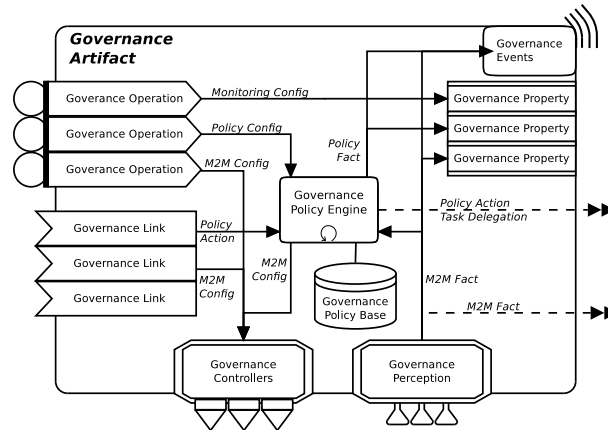 Governance
Artifact
Governance
Events
Goverance Operation
Monitoring Config
Governance Property
Goverance Operation
Policy Config
Governance Property
Policy
Fact
Goverance Operation
M2M Config
Governance Property
Governance
Policy Engine
Policy Action
Task Delegation
Governance Link
Policy
Action
Governance Link
M2M
Config
M2M
Config
M2M Fact
Governance Link
Governance
Policy Base
M2M Fact
Governance
Controllers
Governance
Perception